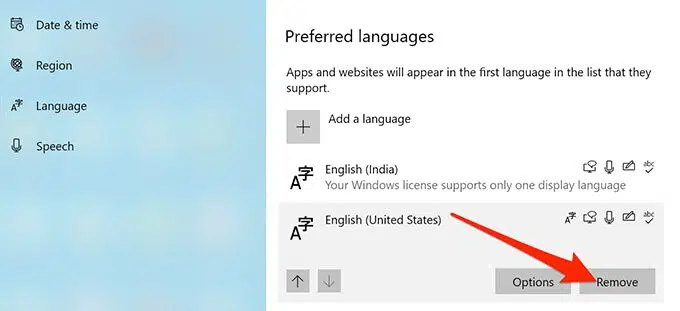 Date & time
Region
Language
Speech
Preferred languages
Apps and websites will appear in the first language in the list that they
support.
Add a language
English (India)
Your Windows license supports only one display language
English (United States)
Options
Remove